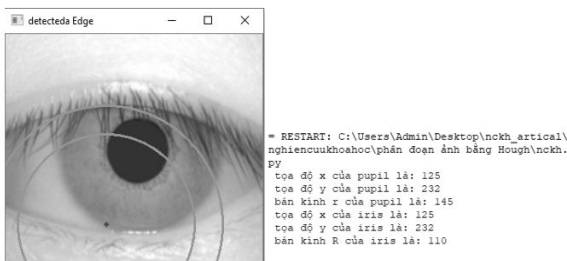 detecteda Edge
= RESTART: C:\Users\Admin\Desktop\nckh_artical\
nghiencuukhoahoc\phân đoạn ảnh bằng Hough\nckh.
py
tọa độ x của pupil là: 125
tọa độ y của pupil là: 232
bán kính r của pupil là: 145
tọa độ x của iris là: 125
tọa độ y của iris là: 232
bán kính R của iris là: 110